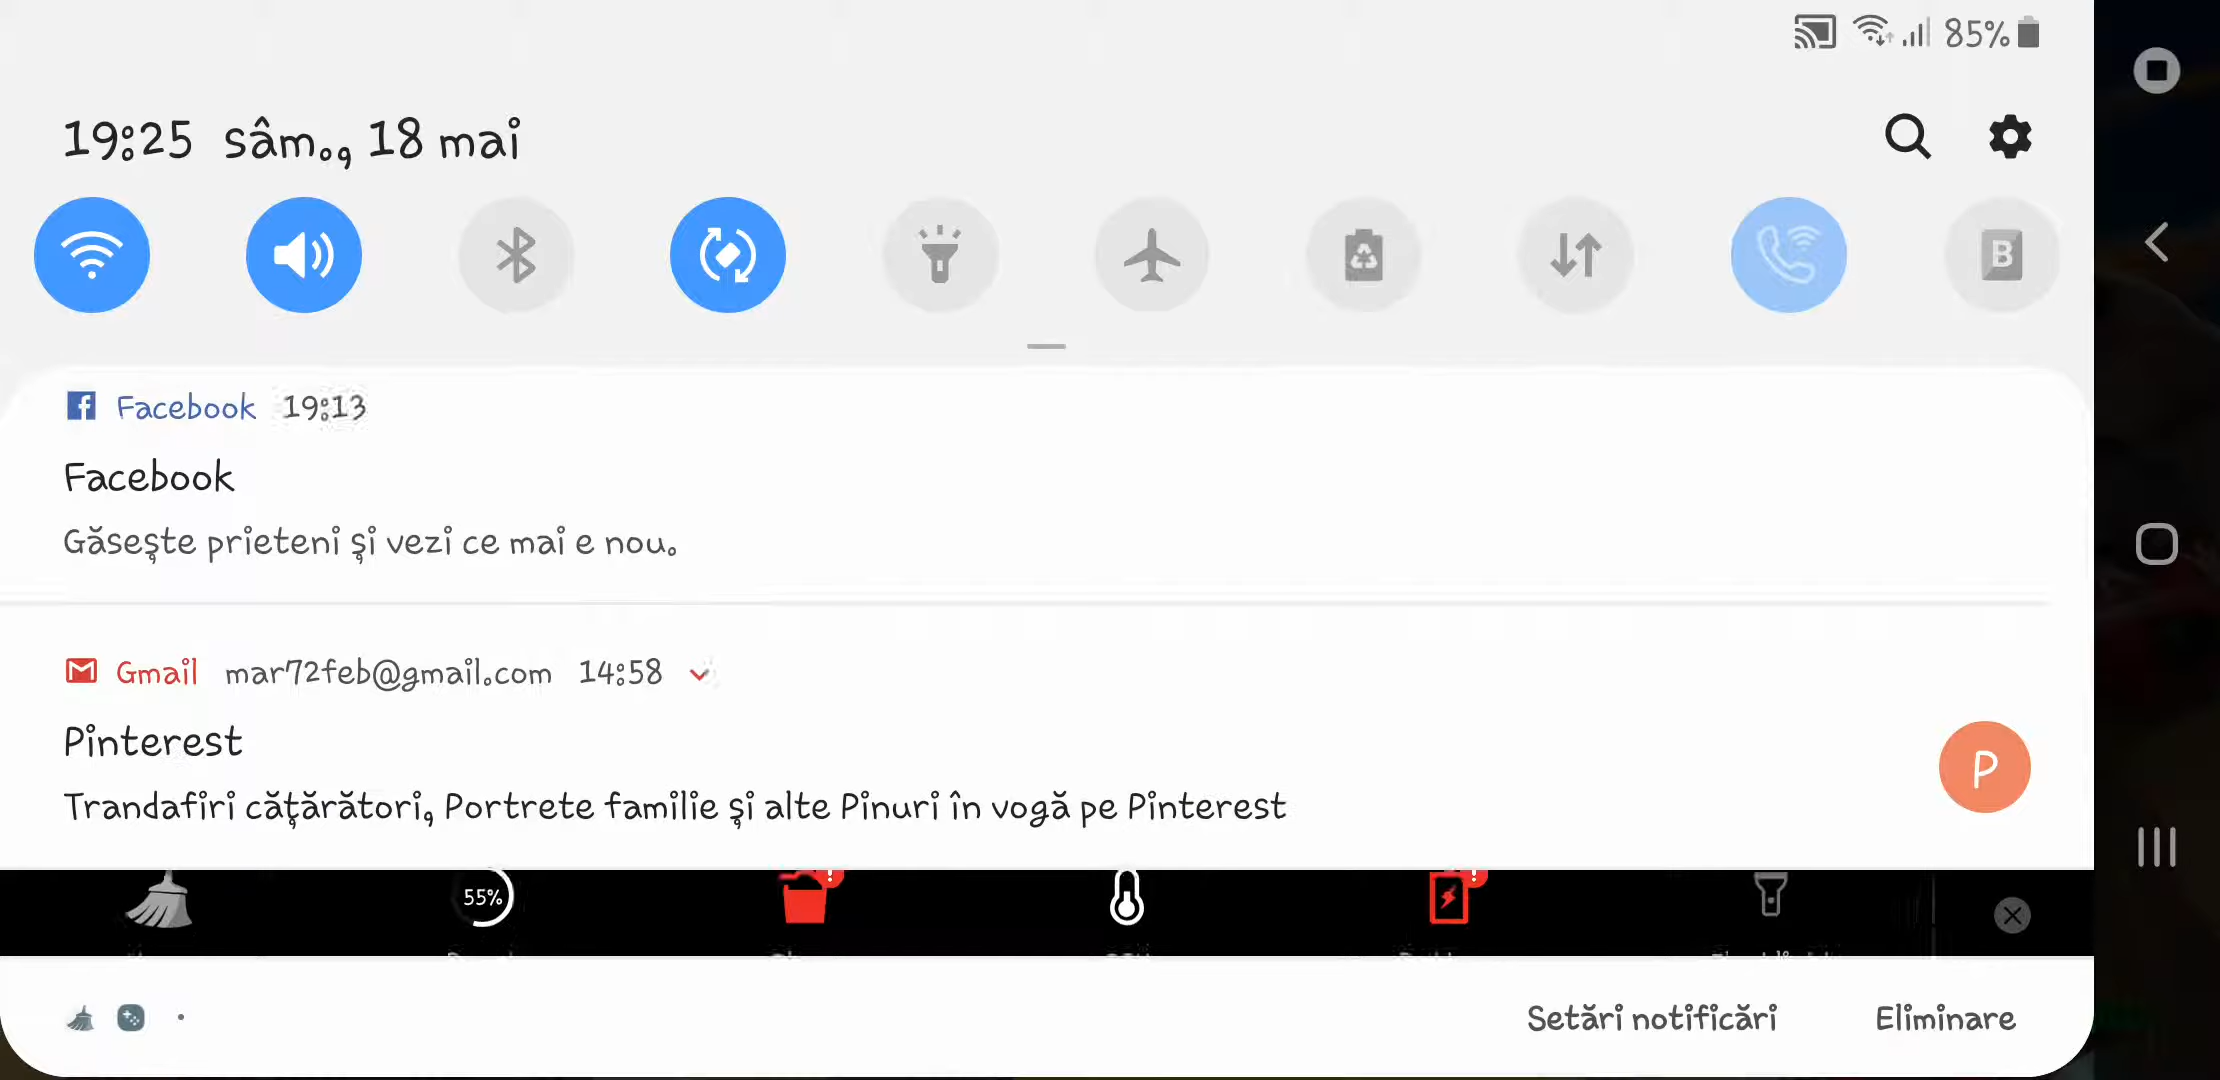 85%
19:25 sâm., 18 mai
B
Facebook 19:13
Facebook
Găsește prieteni și vezi ce mai e nou.
Gmail mar72feb@gmail.com 14:58
Pinterest
P
Trandafiri cățărători, Portrete familie și alte Pinuri în vogă pe Pinterest
55%
Setări notificări Eliminare